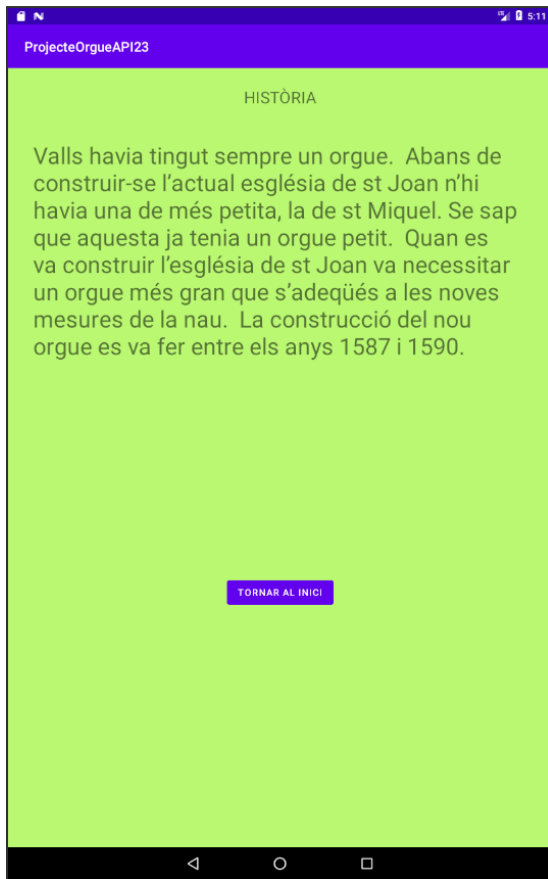 5:11
ProjecteOrgueAPI23
HISTÒRIA
Valls havia tingut sempre un orgue.  Abans de
construir-se l’actual església de st Joan n’hi
havia una de més petita, la de st Miquel. Se sap
que aquesta ja tenia un orgue petit.  Quan es
va construir l’església de st Joan va necessitar
un orgue més gran que s’adeqüés a les noves
mesures de la nau.  La construcció del nou
orgue es va fer entre els anys 1587 i 1590.
TORNAR AL INICI